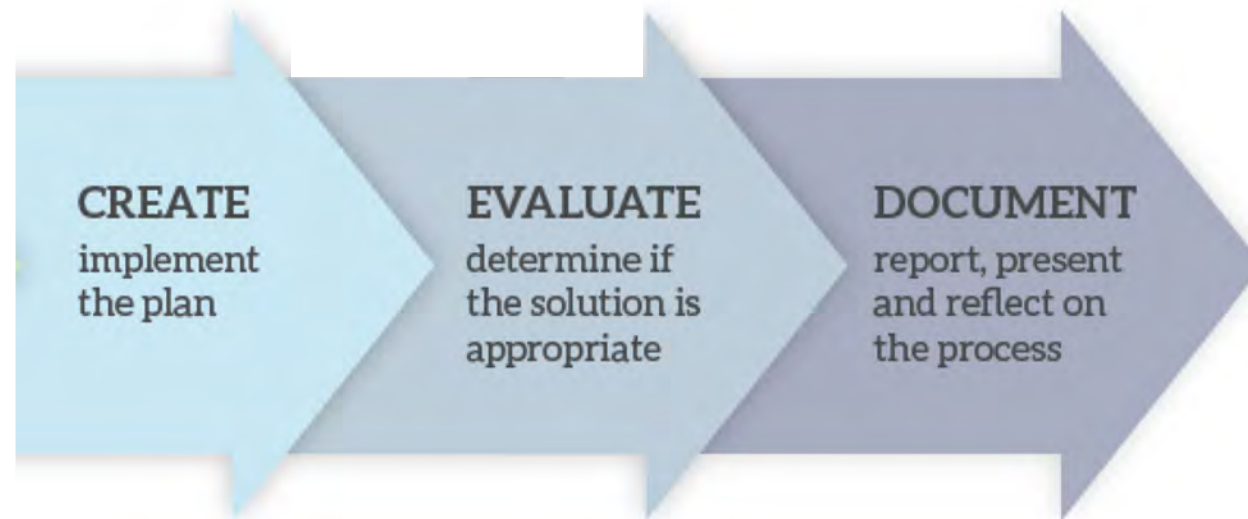 CREATE
implement
the plan
EVALUATE
determine if
the solution is
appropriate
DOCUMENT
report, present
and reflect on
the process